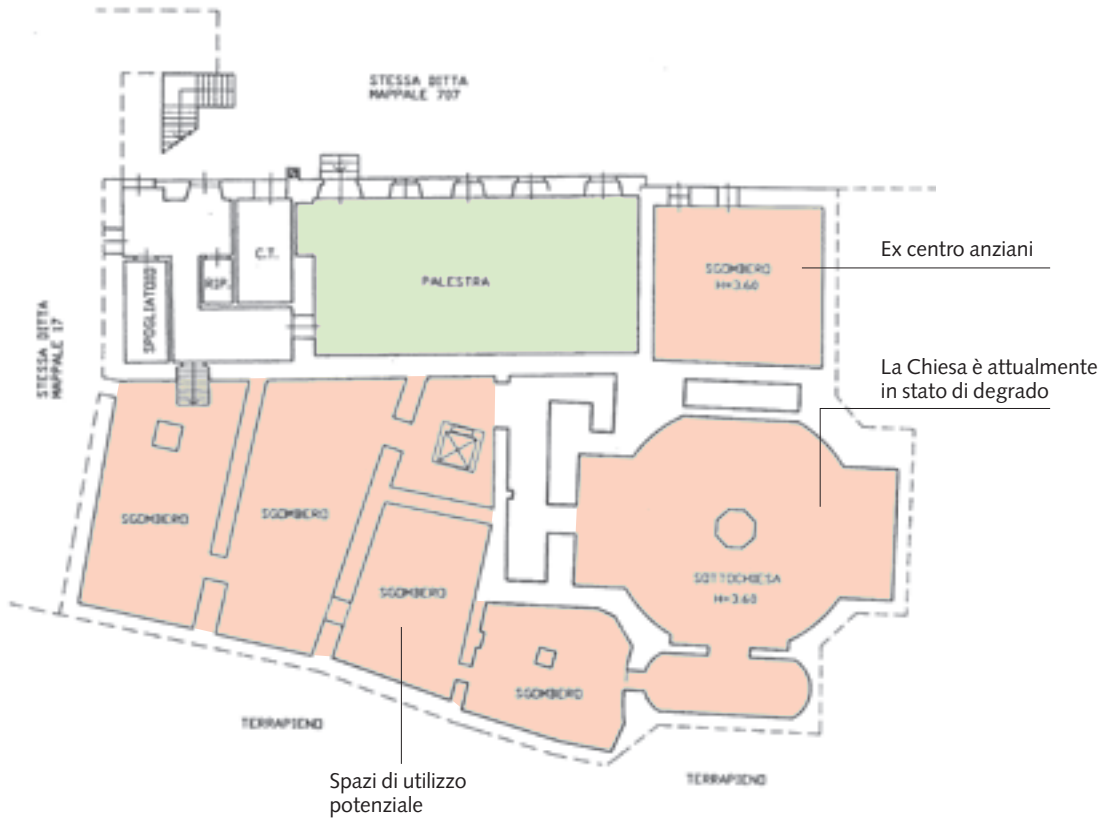 STESSA DITTA
MAPPALE 707
Ex centro anziani
SGOMBERO
H=3.60
C.T.
PALESTRA
RIP.
SPOGLIATOIO
STESSA DITTA
MAPPALE 17
La Chiesa è attualmente
in stato di degrado
SGOMBERO
SGOMBERO
SGOMBERO
SOTTOCHIESA
H=3.60
SGOMBERO
TERRAPIENO
TERRAPIENO
Spazi di utilizzo
potenziale